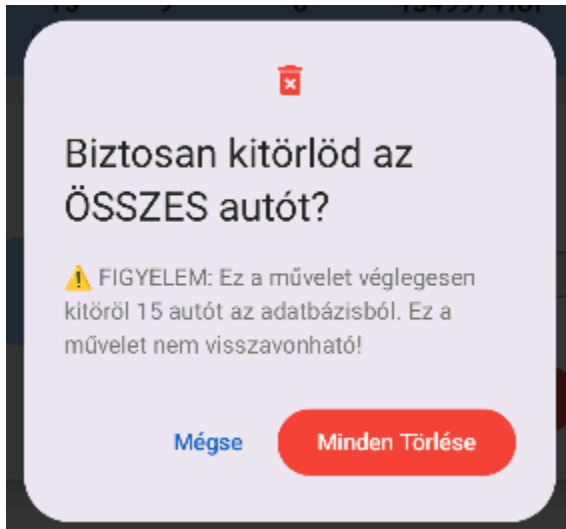 Biztosan kitörlöd az
ÖSSZES autót?
⚠️ FIGYELEM: Ez a művelet véglegesen
kitöröl 15 autót az adatbázisból. Ez a
művelet nem visszavonható!
Mégse Minden Törlése